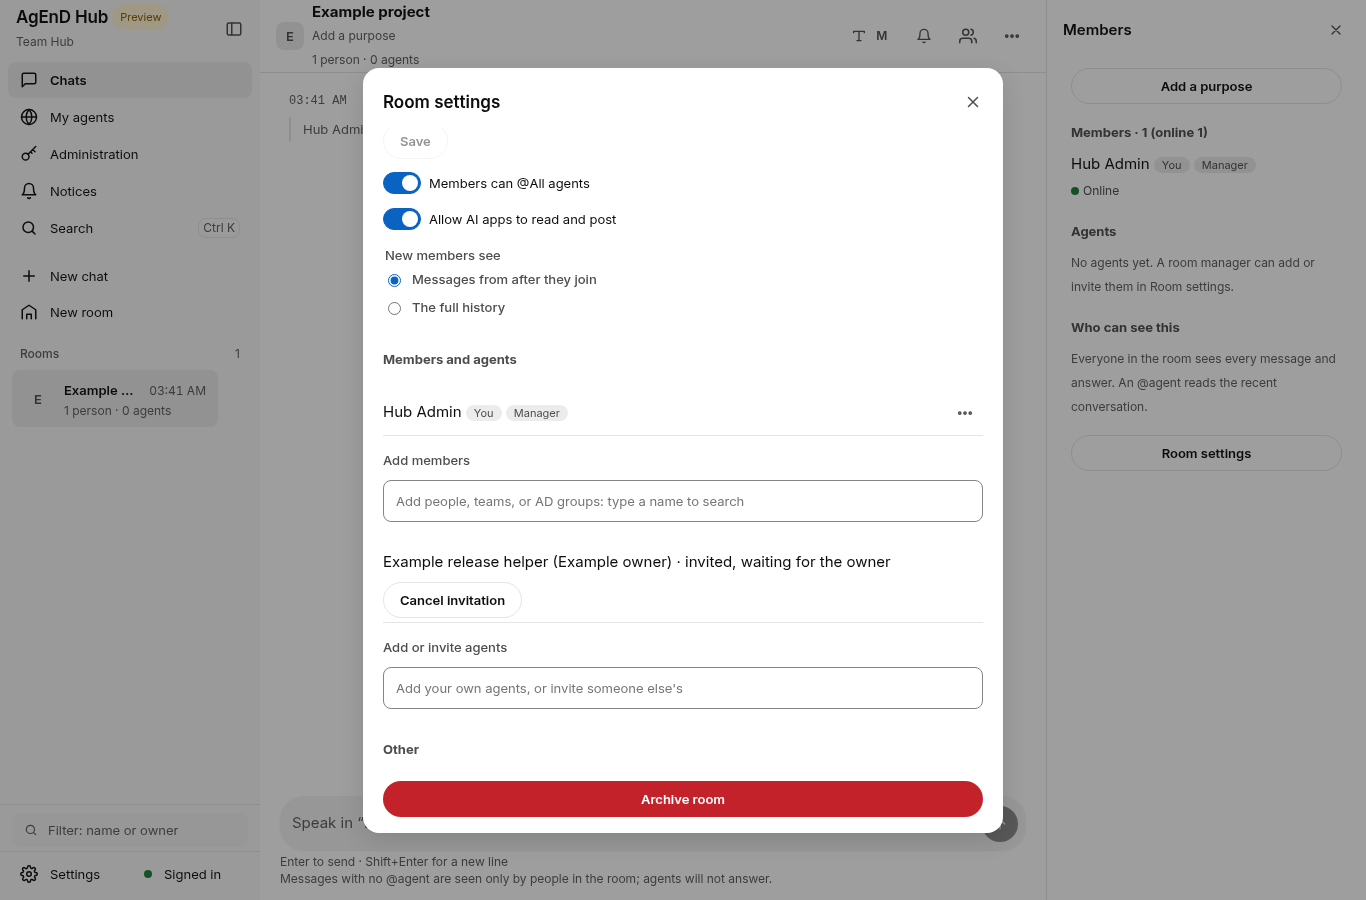 AgEnD Hub Preview
Team Hub
Chats
My agents
Administration
Notices
Search Ctrl K
New chat
New room
Rooms 1
E Example ... 03:41 AM
1 person · 0 agents
Filter: name or owner
Settings Signed in
E Example project
Add a purpose
1 person · 0 agents
T M
03:41 AM
Hub Admi
Room settings
Save
Members can @All agents
Allow AI apps to read and post
New members see
Messages from after they join
The full history
Members and agents
Hub Admin You Manager
Add members
Add people, teams, or AD groups: type a name to search
Example release helper (Example owner) · invited, waiting for the owner
Cancel invitation
Add or invite agents
Add your own agents, or invite someone else's
Other
Archive room
Speak in “
Enter to send · Shift+Enter for a new line
Messages with no @agent are seen only by people in the room; agents will not answer.
Members
Add a purpose
Members · 1 (online 1)
Hub Admin You Manager
Online
Agents
No agents yet. A room manager can add or
invite them in Room settings.
Who can see this
Everyone in the room sees every message and
answer. An @agent reads the recent
conversation.
Room settings